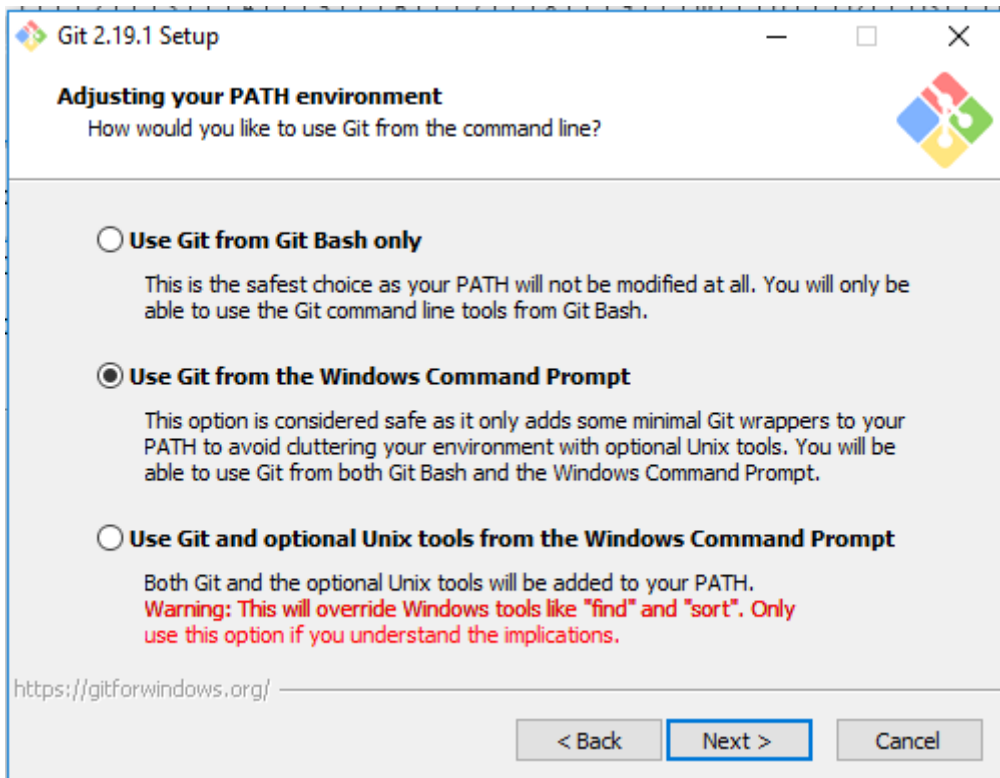 Git 2.19.1 Setup
Adjusting your PATH environment
How would you like to use Git from the command line?
Use Git from Git Bash only
This is the safest choice as your PATH will not be modified at all. You will only be
able to use the Git command line tools from Git Bash.
Use Git from the Windows Command Prompt
This option is considered safe as it only adds some minimal Git wrappers to your
PATH to avoid cluttering your environment with optional Unix tools. You will be
able to use Git from both Git Bash and the Windows Command Prompt.
Use Git and optional Unix tools from the Windows Command Prompt
Both Git and the optional Unix tools will be added to your PATH.
Warning: This will override Windows tools like "find" and "sort". Only
use this option if you understand the implications.
https://gitforwindows.org/
< Back Next > Cancel